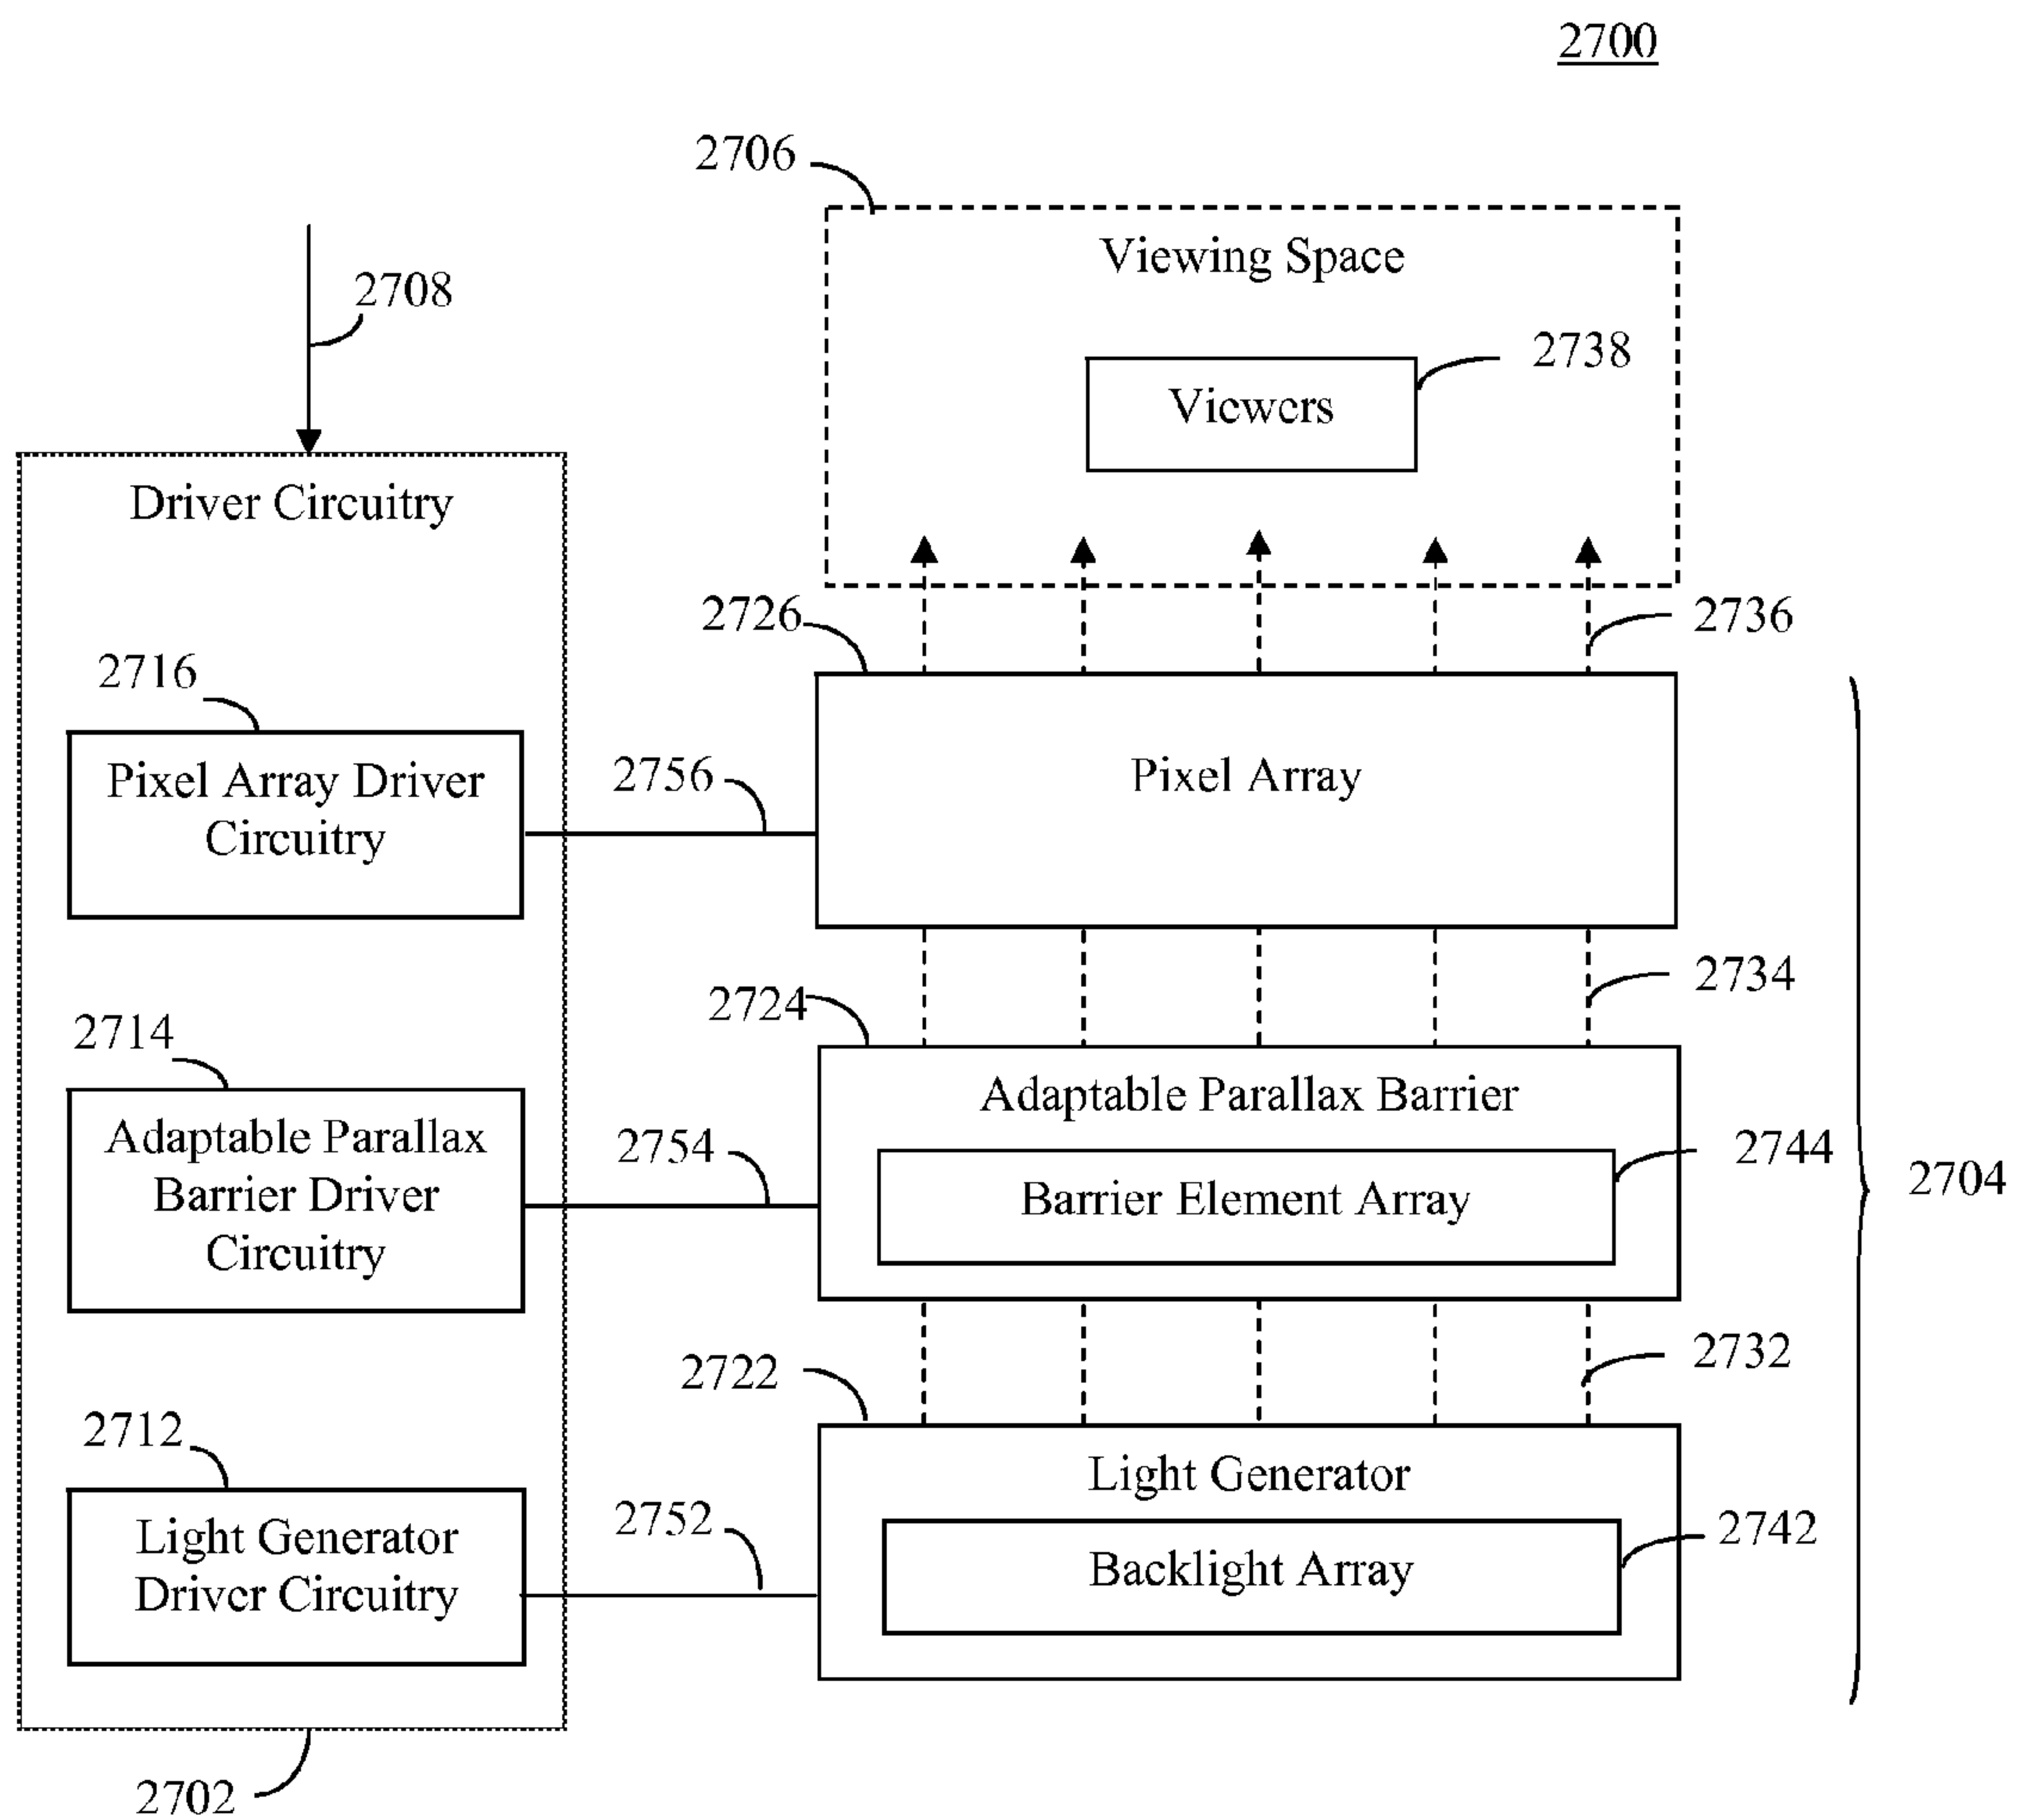 2700
2706
Viewing Space
2708
2738
Viewers
Driver Circuitry
2726
2736
2716
Pixel Array Driver
Circuitry
2756
Pixel Array
2734
2724
2714
Adaptable Parallax Barrier
Adaptable Parallax
Barrier Driver
Circuitry
2754
2744
Barrier Element Array
2704
2732
2722
2712
Light Generator
Light Generator
Driver Circuitry
2752
2742
Backlight Array
2702